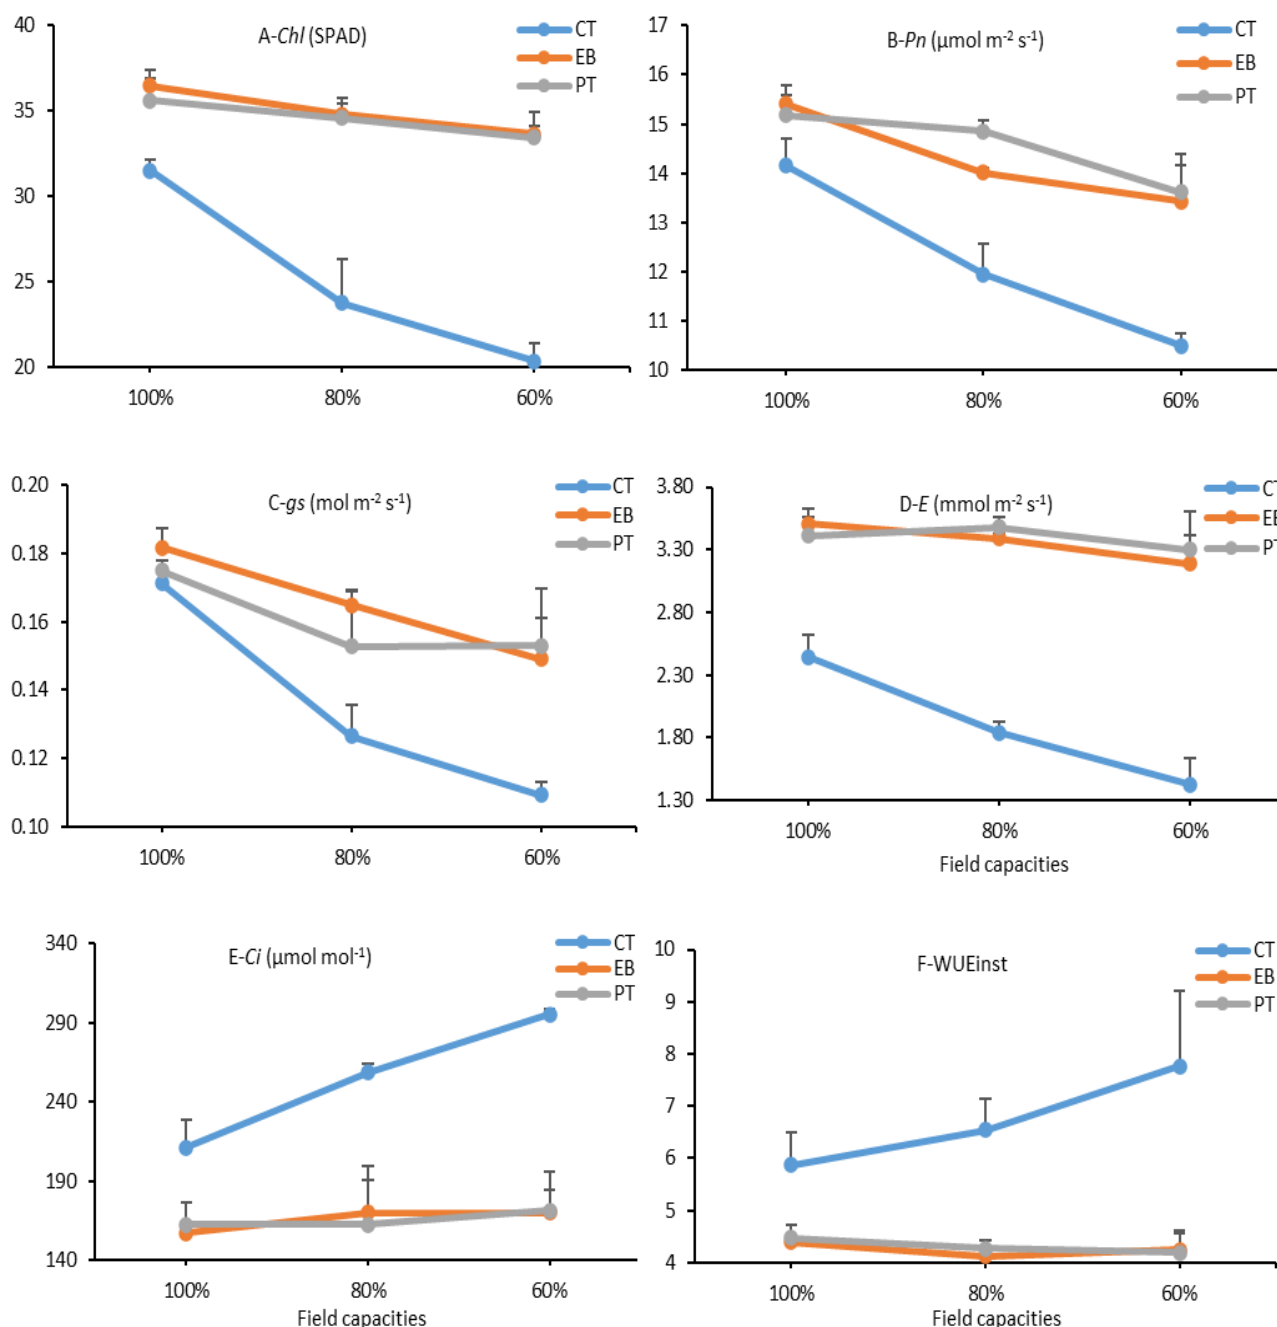 A-Chl (SPAD)
CT
EB
PT
40
35
30
25
20
100%
80%
60%
B-Pn (µmol m⁻² s⁻¹)
CT
EB
PT
17
16
15
14
13
12
11
10
100%
80%
60%
C-gs (mol m⁻² s⁻¹)
CT
EB
PT
0.20
0.18
0.16
0.14
0.12
0.10
100%
80%
60%
D-E (mmol m⁻² s⁻¹)
CT
EB
PT
3.80
3.30
2.80
2.30
1.80
1.30
100%
80%
60%
Field capacities
E-Ci (µmol mol⁻¹)
CT
EB
PT
340
290
240
190
140
100%
80%
60%
Field capacities
F-WUEinst
CT
EB
PT
10
9
8
7
6
5
4
100%
80%
60%
Field capacities